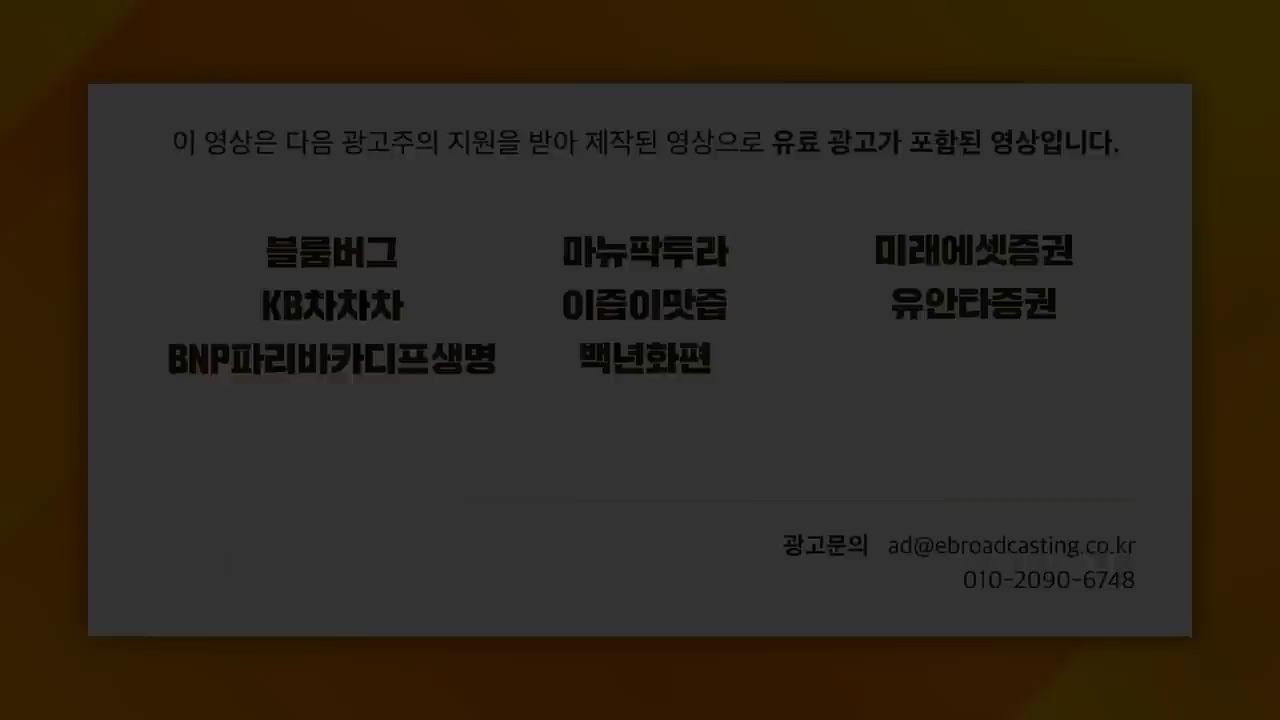 이 영상은 다음 광고주의 지원을 받아 제작된 영상으로 유료 광고가 포함된 영상입니다.
블룸버그 마뉴팍투라 미래에셋증권
KB차차차 이즙이맛즙 유안타증권
BNP파리바카디프생명 백년화편
광고문의 ad@ebroadcasting.co.kr
010-2090-6748